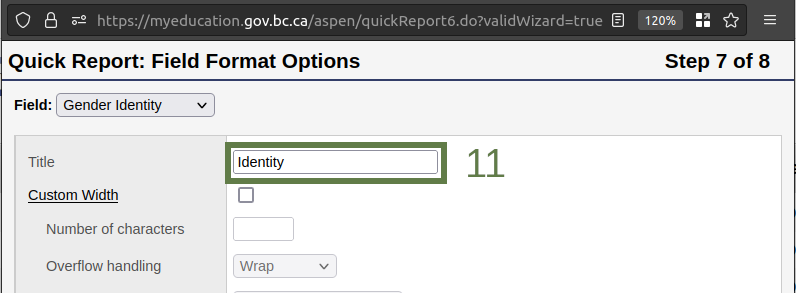 https://myeducation.gov.bc.ca/aspen/quickReport6.do?validWizard=true 120%
Quick Report: Field Format Options Step 7 of 8
Field: Gender Identity
Title Identity 11
Custom Width
Number of characters
Overflow handling Wrap